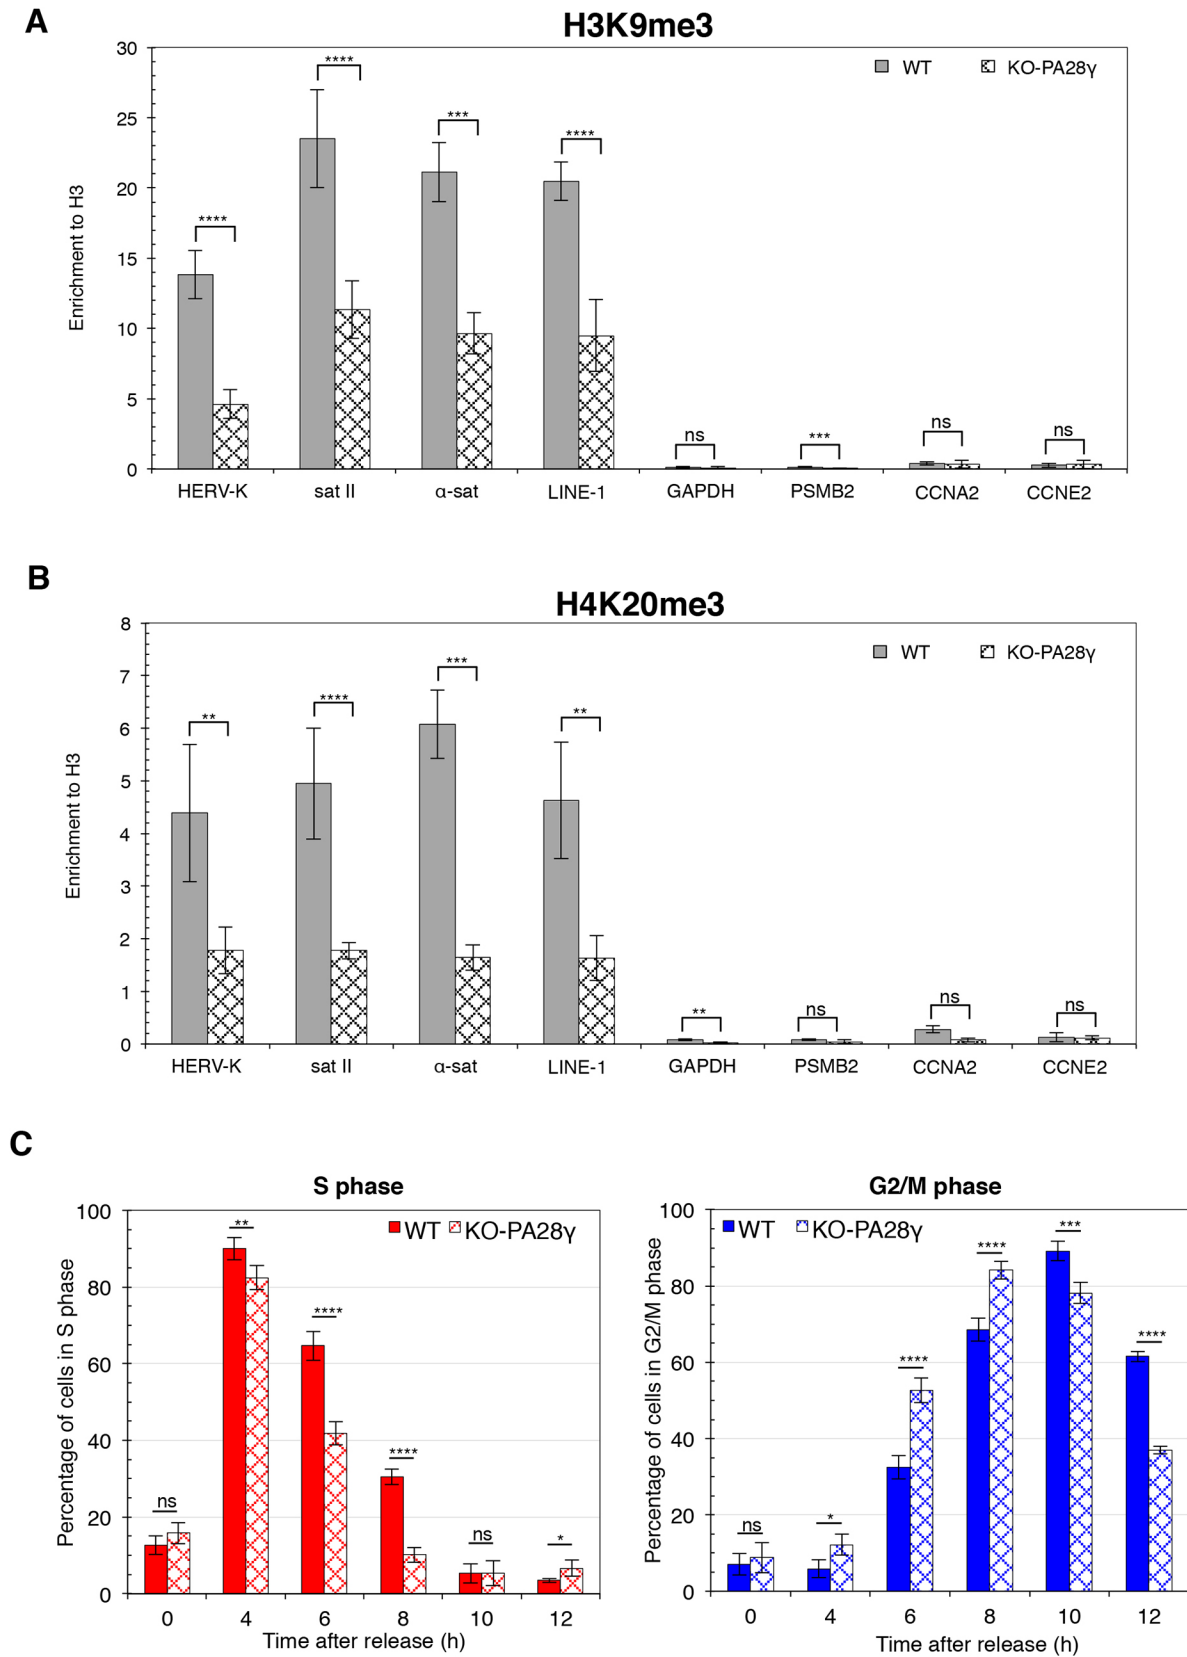 A
H3K9me3
30
25
20
15
10
5
0
Enrichment to H3
WT
KO-PA28γ
****
****
***
****
ns
***
ns
ns
HERV-K
sat II
α-sat
LINE-1
GAPDH
PSMB2
CCNA2
CCNE2
B
H4K20me3
8
7
6
5
4
3
2
1
0
Enrichment to H3
WT
KO-PA28γ
**
****
***
**
**
ns
ns
ns
HERV-K
sat II
α-sat
LINE-1
GAPDH
PSMB2
CCNA2
CCNE2
C
S phase
100
80
60
40
20
0
Percentage of cells in S phase
WT
KO-PA28γ
ns
**
****
****
ns
*
0
4
6
8
10
12
Time after release (h)
G2/M phase
100
80
60
40
20
0
Percentage of cells in G2/M phase
WT
KO-PA28γ
ns
*
****
****
***
****
0
4
6
8
10
12
Time after release (h)